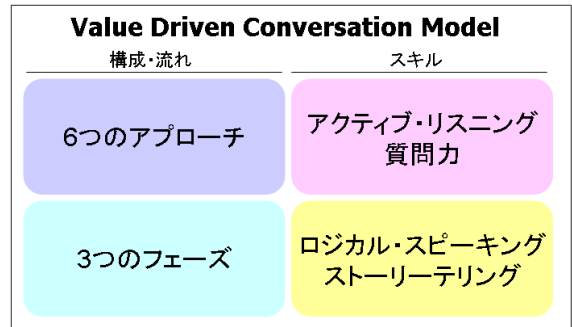 Value Driven Conversation Model
構成・流れ
スキル
6つのアプローチ
アクティブ・リスニング
質問力
3つのフェーズ
ロジカル・スピーキング
ストーリーテリング